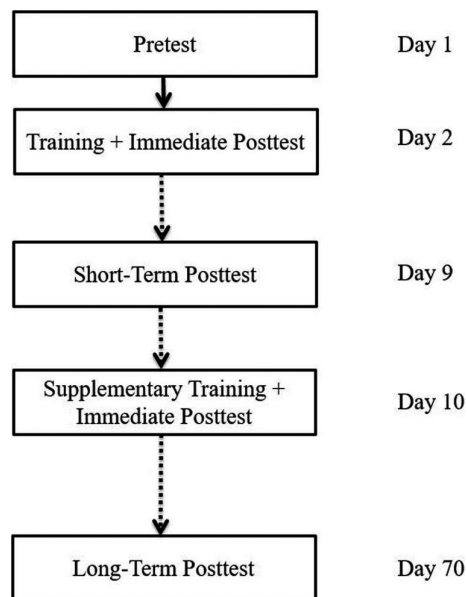 Pretest Day 1
Training + Immediate Posttest Day 2
Short-Term Posttest Day 9
Supplementary Training +
Immediate Posttest Day 10
Long-Term Posttest Day 70